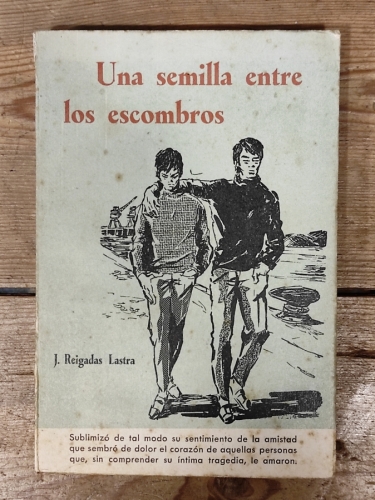 Una semilla entre
los escombros
J. Reigadas Lastra
Sublimizó de tal modo su sentimiento de la amistad
que sembró de dolor el corazón de aquellas personas
que, sin comprender su íntima tragedia, le amaron.